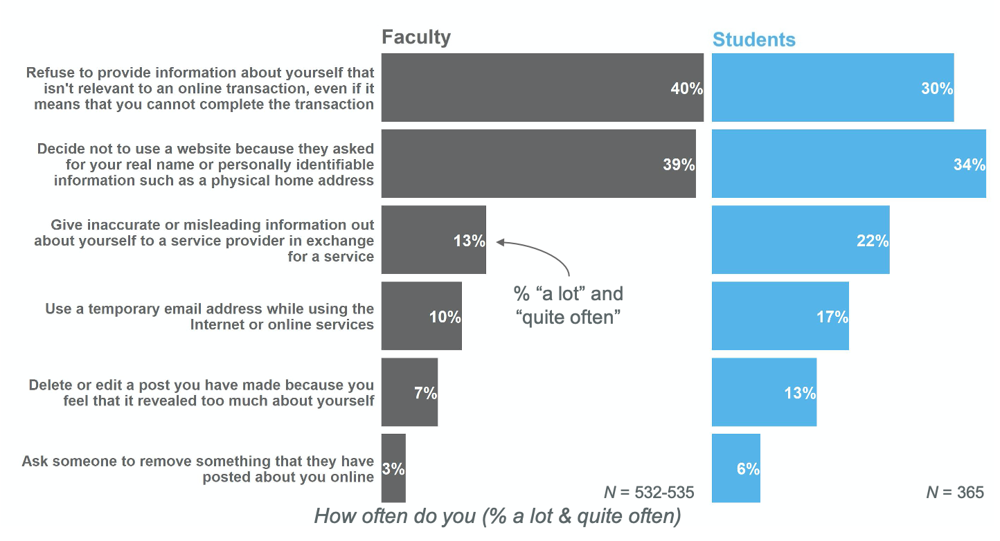 Faculty
Students
Refuse to provide information about yourself that
isn't relevant to an online transaction, even if it
means that you cannot complete the transaction
40%
30%
Decide not to use a website because they asked
for your real name or personally identifiable
information such as a physical home address
39%
34%
Give inaccurate or misleading information out
about yourself to a service provider in exchange
for a service
13%
22%
% “a lot” and
“quite often”
Use a temporary email address while using the
Internet or online services
10%
17%
Delete or edit a post you have made because you
feel that it revealed too much about yourself
7%
13%
Ask someone to remove something that they have
posted about you online
3%
6%
N = 532-535
N = 365
How often do you (% a lot & quite often)